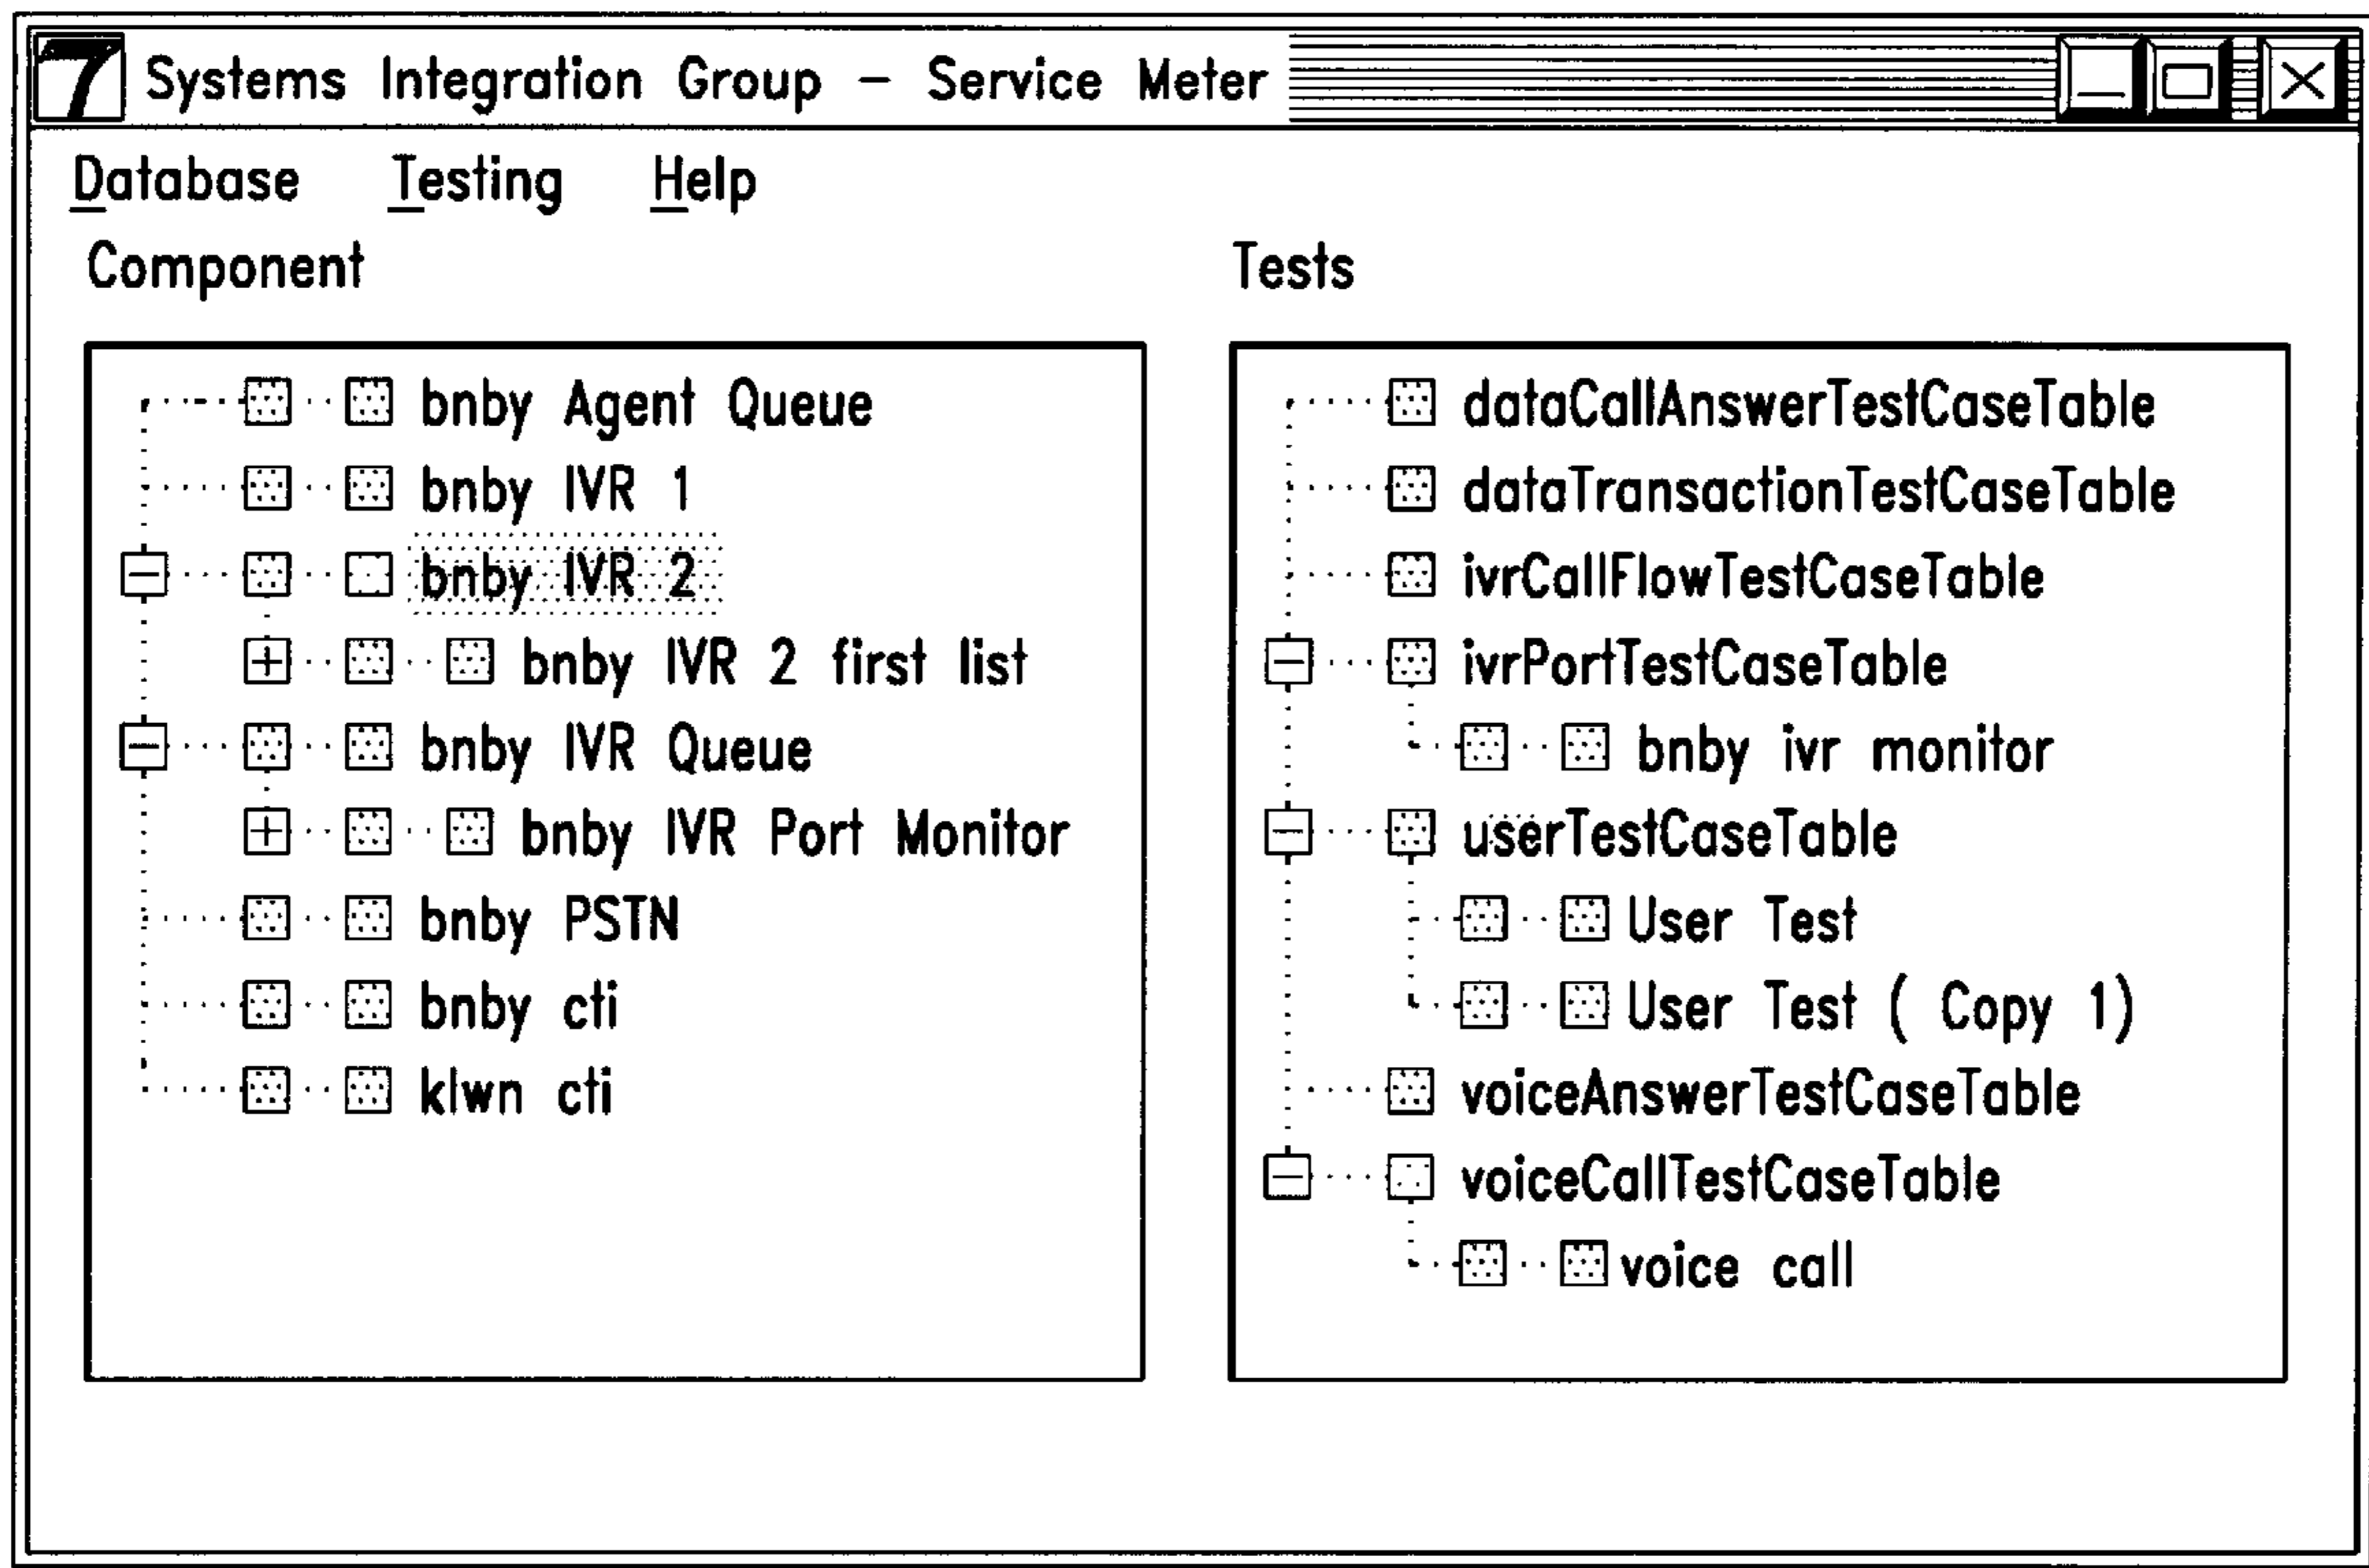 7 Systems Integration Group – Service Meter
Database Testing Help
Component
bnby Agent Queue
bnby IVR 1
bnby IVR 2
bnby IVR 2 first list
bnby IVR Queue
bnby IVR Port Monitor
bnby PSTN
bnby cti
klwn cti
Tests
dataCallAnswerTestCaseTable
dataTransactionTestCaseTable
ivrCallFlowTestCaseTable
ivrPortTestCaseTable
bnby ivr monitor
userTestCaseTable
User Test
User Test ( Copy 1)
voiceAnswerTestCaseTable
voiceCallTestCaseTable
voice call